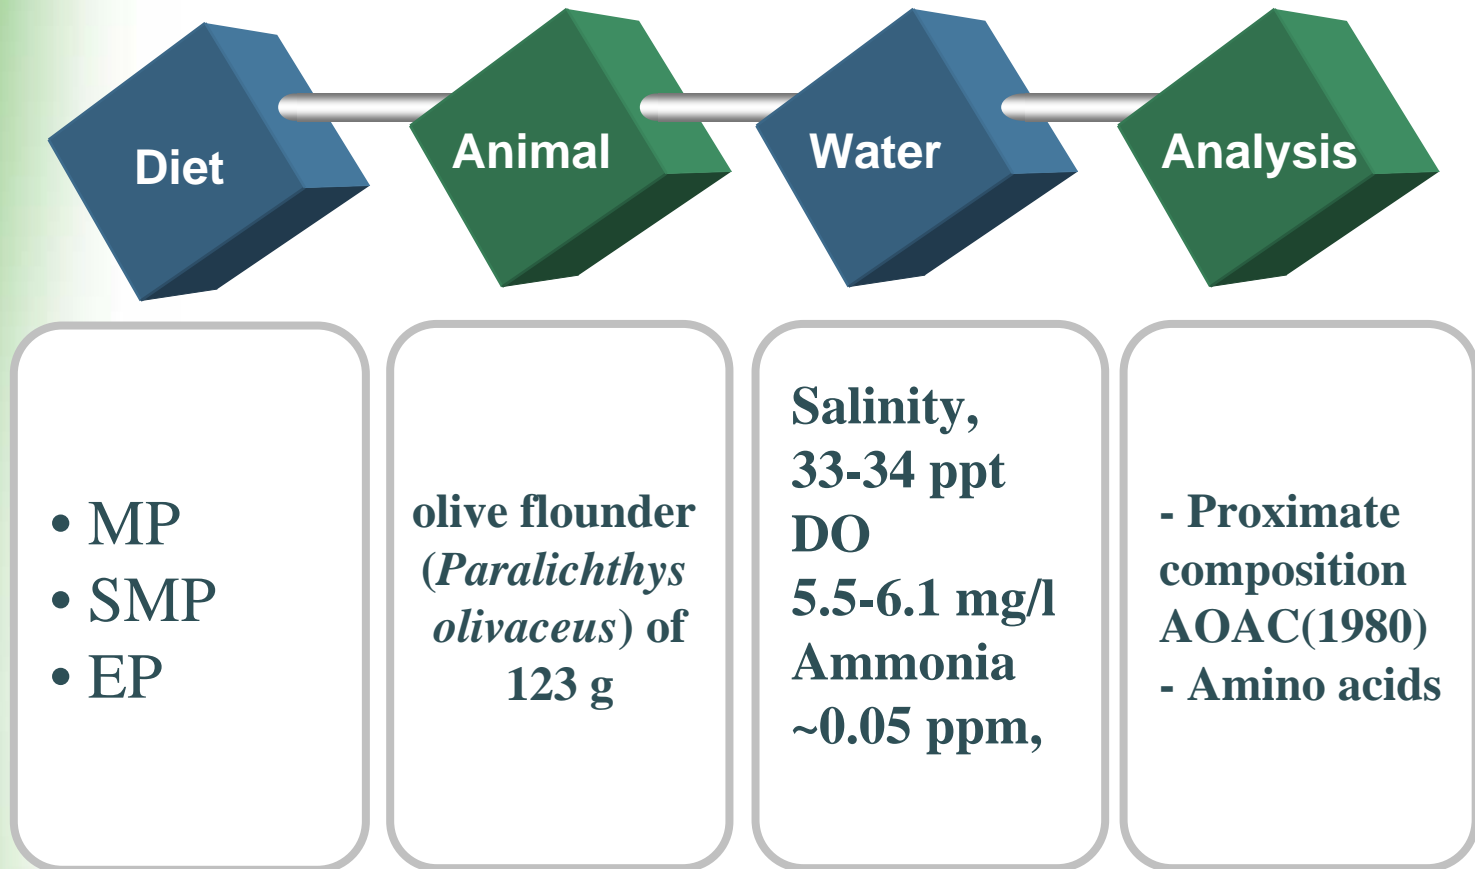 Diet
Animal
Water
Analysis
• MP
• SMP
• EP
olive flounder
(Paralichthys
olivaceus) of
123 g
Salinity,
33-34 ppt
DO
5.5-6.1 mg/l
Ammonia
~0.05 ppm,
- Proximate
composition
AOAC(1980)
- Amino acids